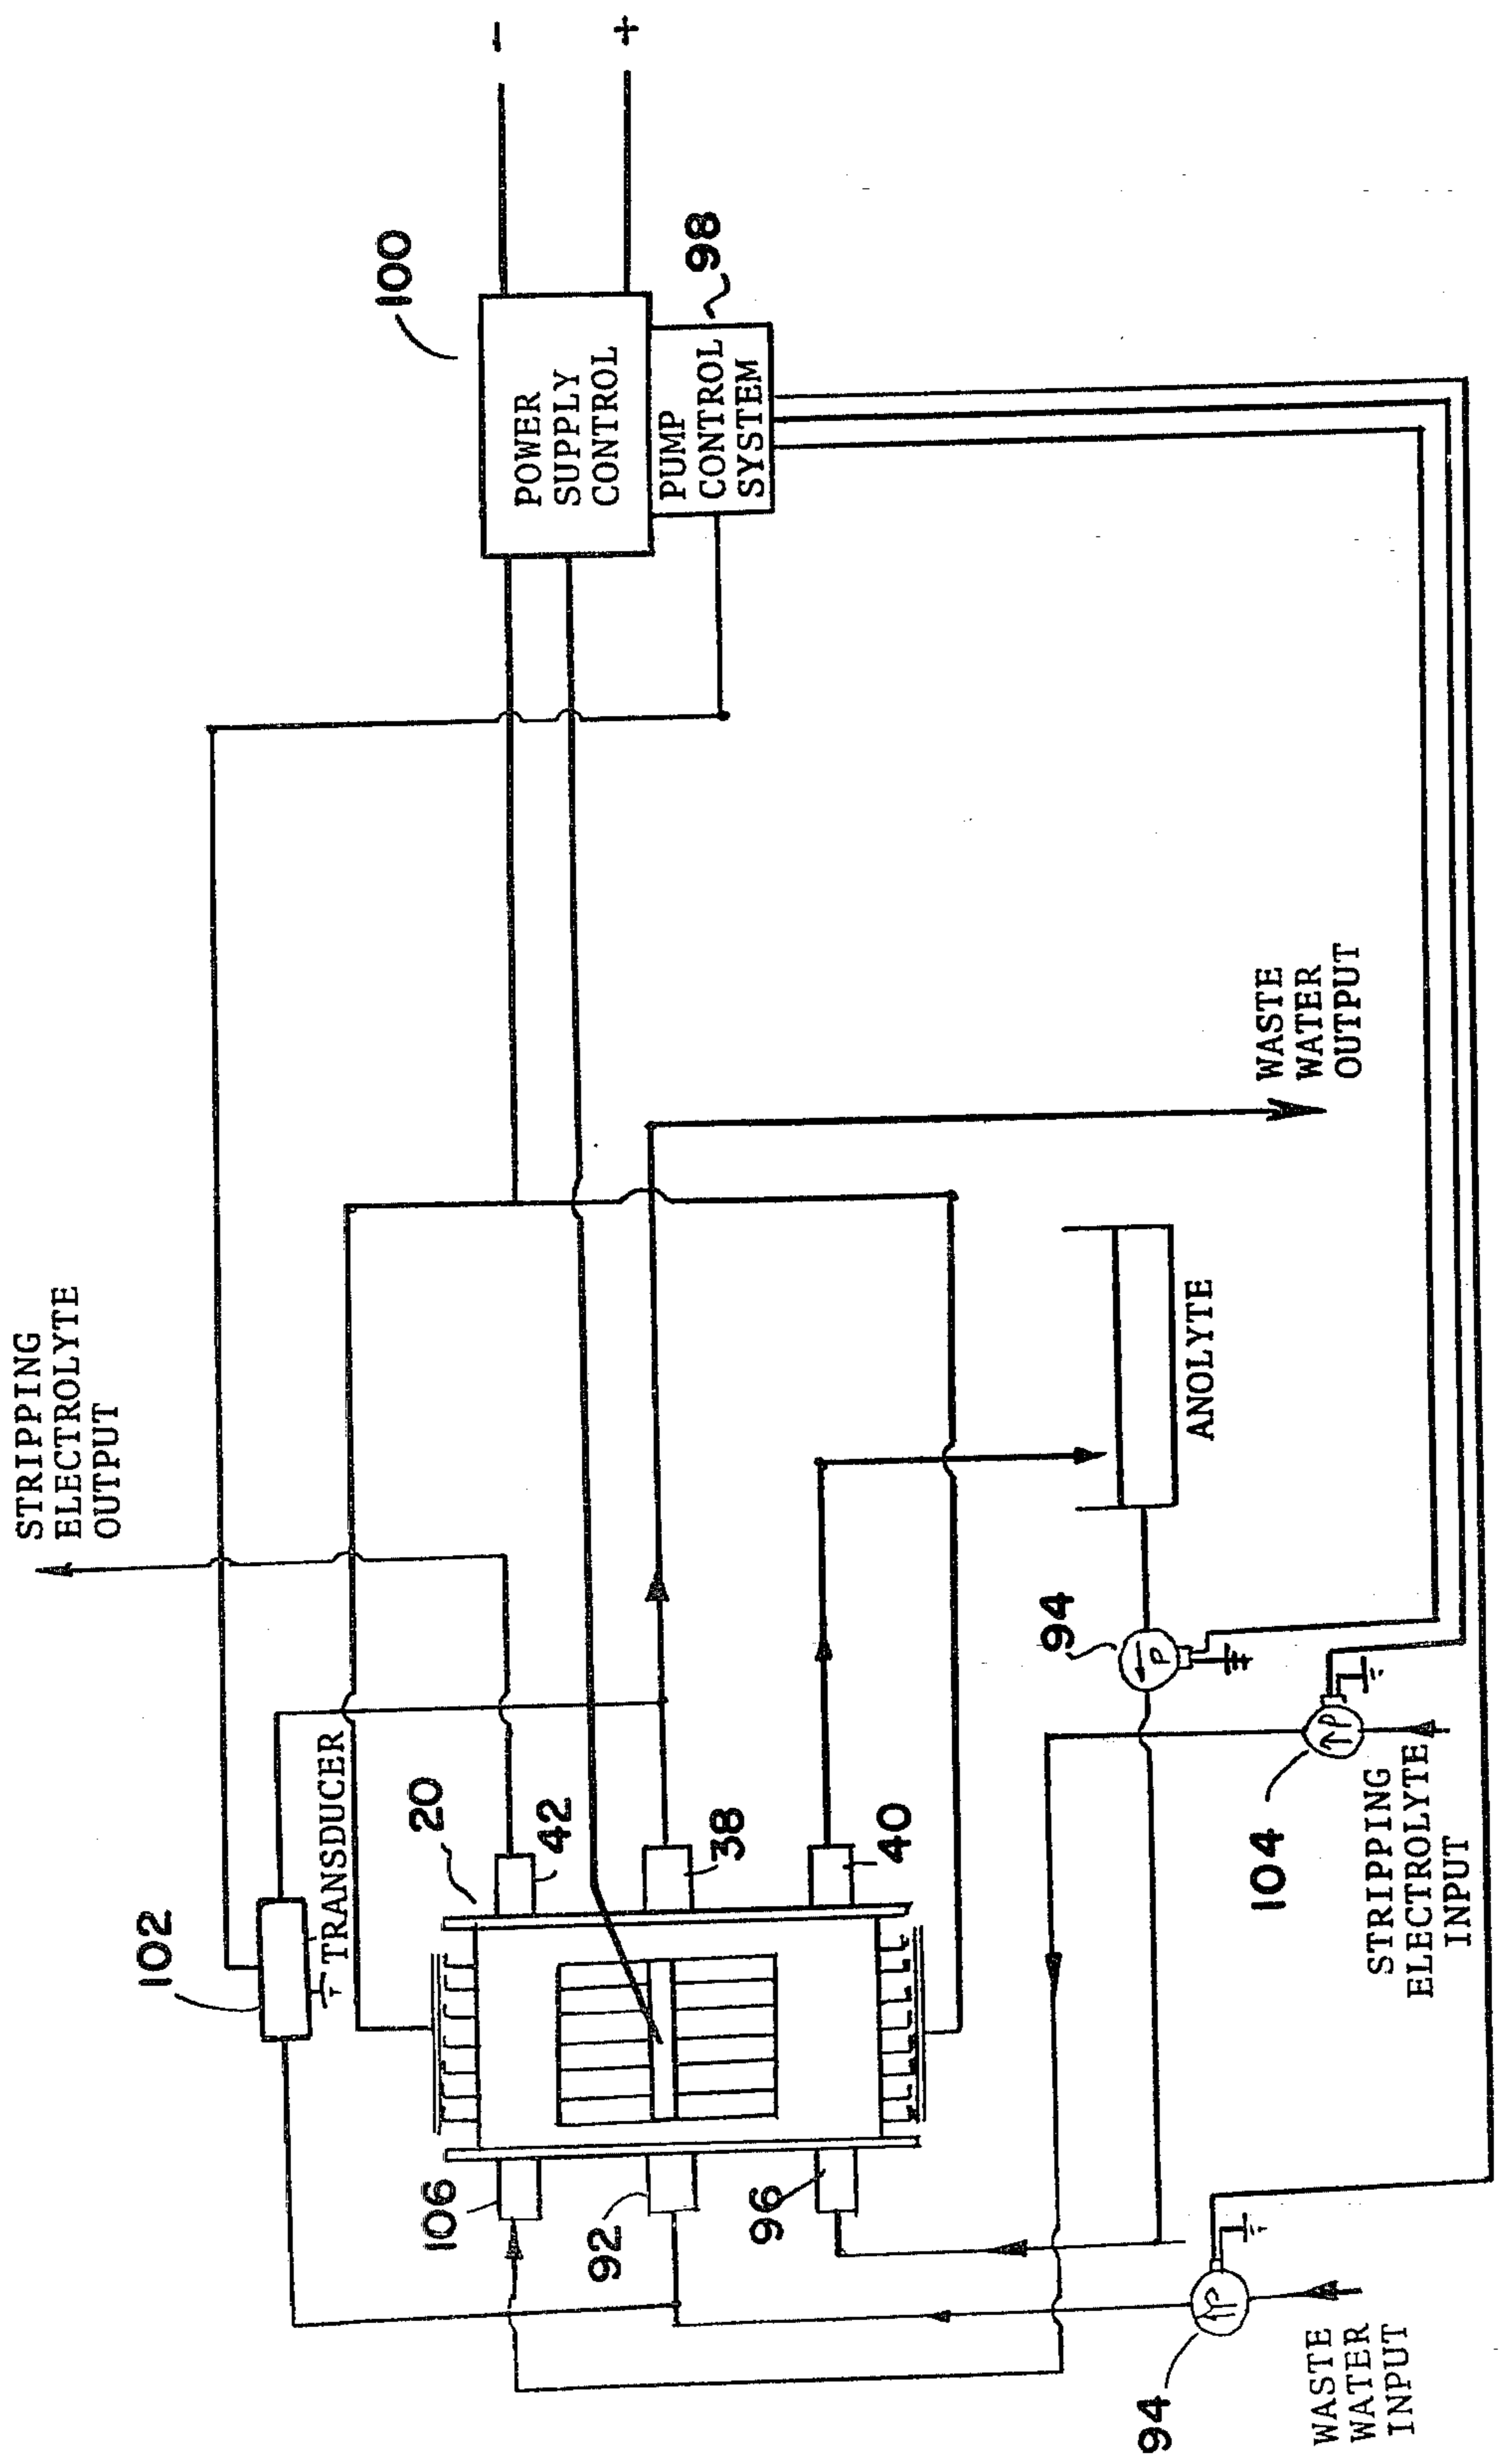 STRIPPING
ELECTROLYTE
OUTPUT
102
TRANSDUCER
100
-
+
POWER
SUPPLY
CONTROL
98
PUMP
CONTROL
SYSTEM
20
42
38
40
106
92
96
WASTE
WATER
OUTPUT
ANOLYTE
94
P
104
P
STRIPPING
ELECTROLYTE
INPUT
94
P
WASTE
WATER
INPUT